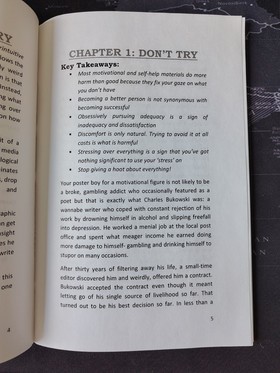 RY
CHAPTER 1: DON'T TRY
Key Takeaways:
• Most motivational and self-help materials do more
harm than good because they fix your gaze on what
you don't have
• Becoming a better person is not synonymous with
becoming successful
• Obsessively pursuing adequacy is a sign of
inadequacy and dissatisfaction
• Discomfort is only natural. Trying to avoid it at all
costs is what is harmful
• Stressing over everything is a sign that you've got
nothing significant to use your 'stress' on
• Stop giving a hoot about everything!
Your poster boy for a motivational figure is not likely to be
a broke, gambling addict who occasionally featured as a
poet but that is exactly what Charles Bukowski was: a
wannabe writer who coped with constant rejection of his
work by drowning himself in alcohol and slipping freefall
into depression. He worked a menial job at the local post
office and spent what meager income he earned doing
more damage to himself- gambling and drinking himself to
stupor on many occasions.
After thirty years of filtering away his life, a small-time
editor discovered him and weirdly, offered him a contract.
Bukowski accepted the contract even though it meant
letting go of his single source of livelihood so far. That
turned out to be his best decision so far. In less than a
4
5